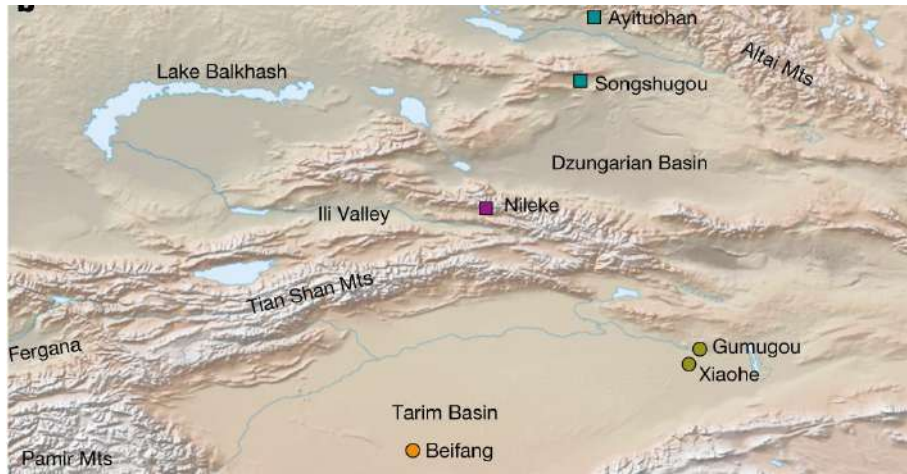 b
Ayituohan
Altai Mts
Lake Balkhash
Songshugou
Dzungarian Basin
Nileke
Ili Valley
Tian Shan Mts
Fergana
Gumugou
Xiaohe
Tarim Basin
Beifang
Pamir Mts